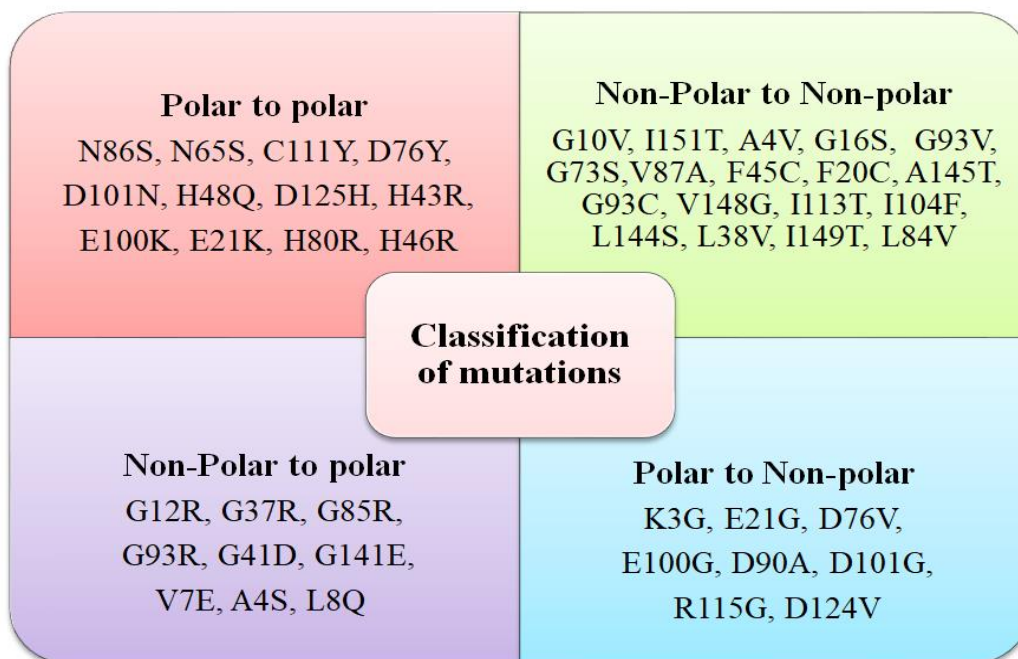 Polar to polar
N86S, N65S, C111Y, D76Y,
D101N, H48Q, D125H, H43R,
E100K, E21K, H80R, H46R
Non-Polar to Non-polar
G10V, I151T, A4V, G16S, G93V,
G73S,V87A, F45C, F20C, A145T,
G93C, V148G, I113T, I104F,
L144S, L38V, I149T, L84V
Classification
of mutations
Non-Polar to polar
G12R, G37R, G85R,
G93R, G41D, G141E,
V7E, A4S, L8Q
Polar to Non-polar
K3G, E21G, D76V,
E100G, D90A, D101G,
R115G, D124V